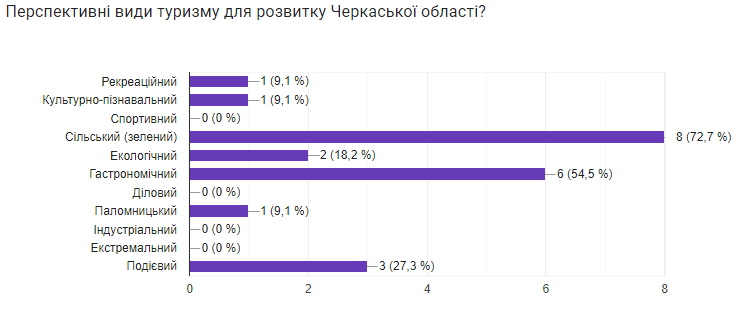 Перспективні види туризму для розвитку Черкаської області?
Рекреаційний 1 (9,1 %)
Культурно-пізнавальний 1 (9,1 %)
Спортивний 0 (0 %)
Сільський (зелений) 8 (72,7 %)
Екологічний 2 (18,2 %)
Гастрономічний 6 (54,5 %)
Діловий 0 (0 %)
Паломницький 1 (9,1 %)
Індустріальний 0 (0 %)
Екстремальний 0 (0 %)
Подієвий 3 (27,3 %)
0 2 4 6 8